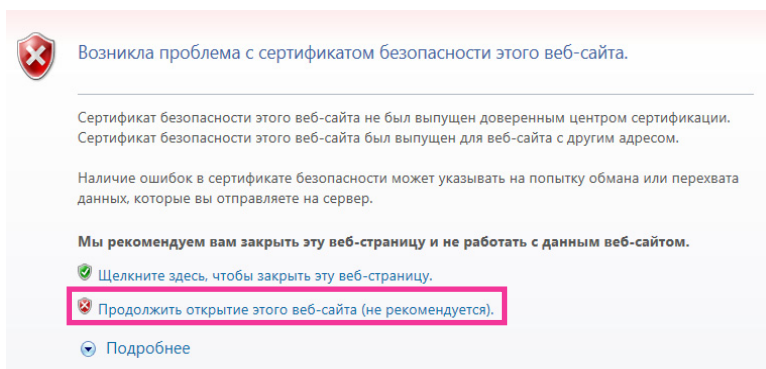 Возникла проблема с сертификатом безопасности этого веб-сайта.
Сертификат безопасности этого веб-сайта не был выпущен доверенным центром сертификации.
Сертификат безопасности этого веб-сайта был выпущен для веб-сайта с другим адресом.
Наличие ошибок в сертификате безопасности может указывать на попытку обмана или перехвата
данных, которые вы отправляете на сервер.
Мы рекомендуем вам закрыть эту веб-страницу и не работать с данным веб-сайтом.
Щелкните здесь, чтобы закрыть эту веб-страницу.
Продолжить открытие этого веб-сайта (не рекомендуется).
Подробнее